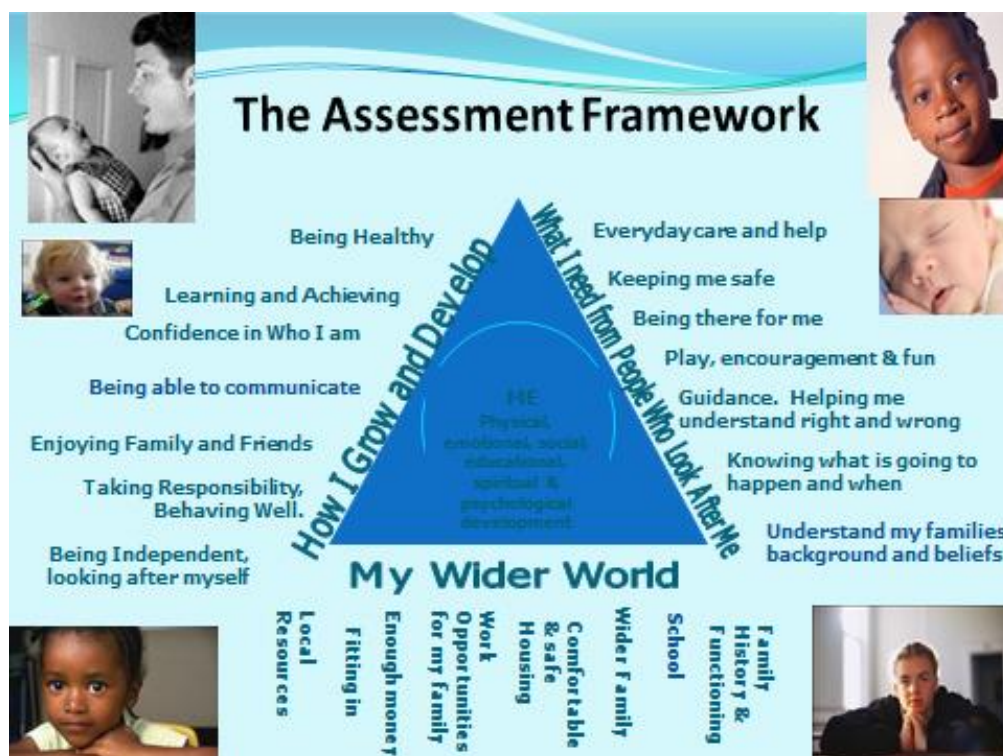 The Assessment Framework
Being Healthy
Learning and Achieving
Confidence in Who I am
Being able to communicate
Enjoying Family and Friends
Taking Responsibility,
Behaving Well.
Being Independent,
looking after myself
How I Grow and Develop
HE
Physical,
emotional, social,
educational,
spiritual &
psychological
development
What I need from People Who Look After Me
Everyday care and help
Keeping me safe
Being there for me
Play, encouragement & fun
Guidance. Helping me
understand right and wrong
Knowing what is going to
happen and when
Understand my families
background and beliefs
My Wider World
Local
Resources
Fitting in
Enough money
Work
Opportunities
for my family
Comfortable
& safe
Housing
Wider Family
School
Family
History &
Functioning